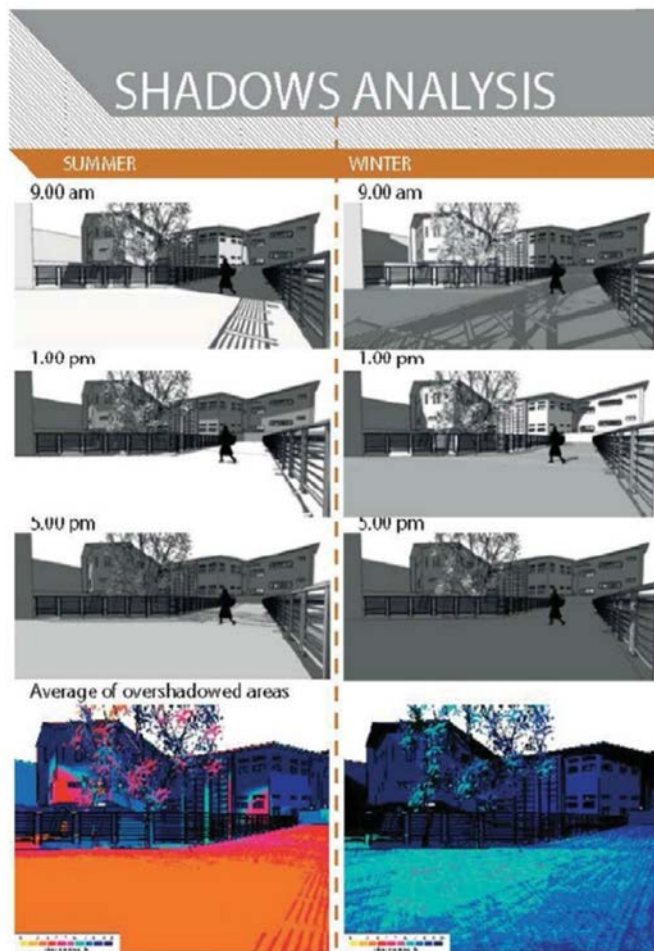 SHADOWS ANALYSIS
SUMMER
WINTER
9.00 am
9.00 am
1.00 pm
1.00 pm
5.00 pm
5.00 pm
Average of overshadowed areas